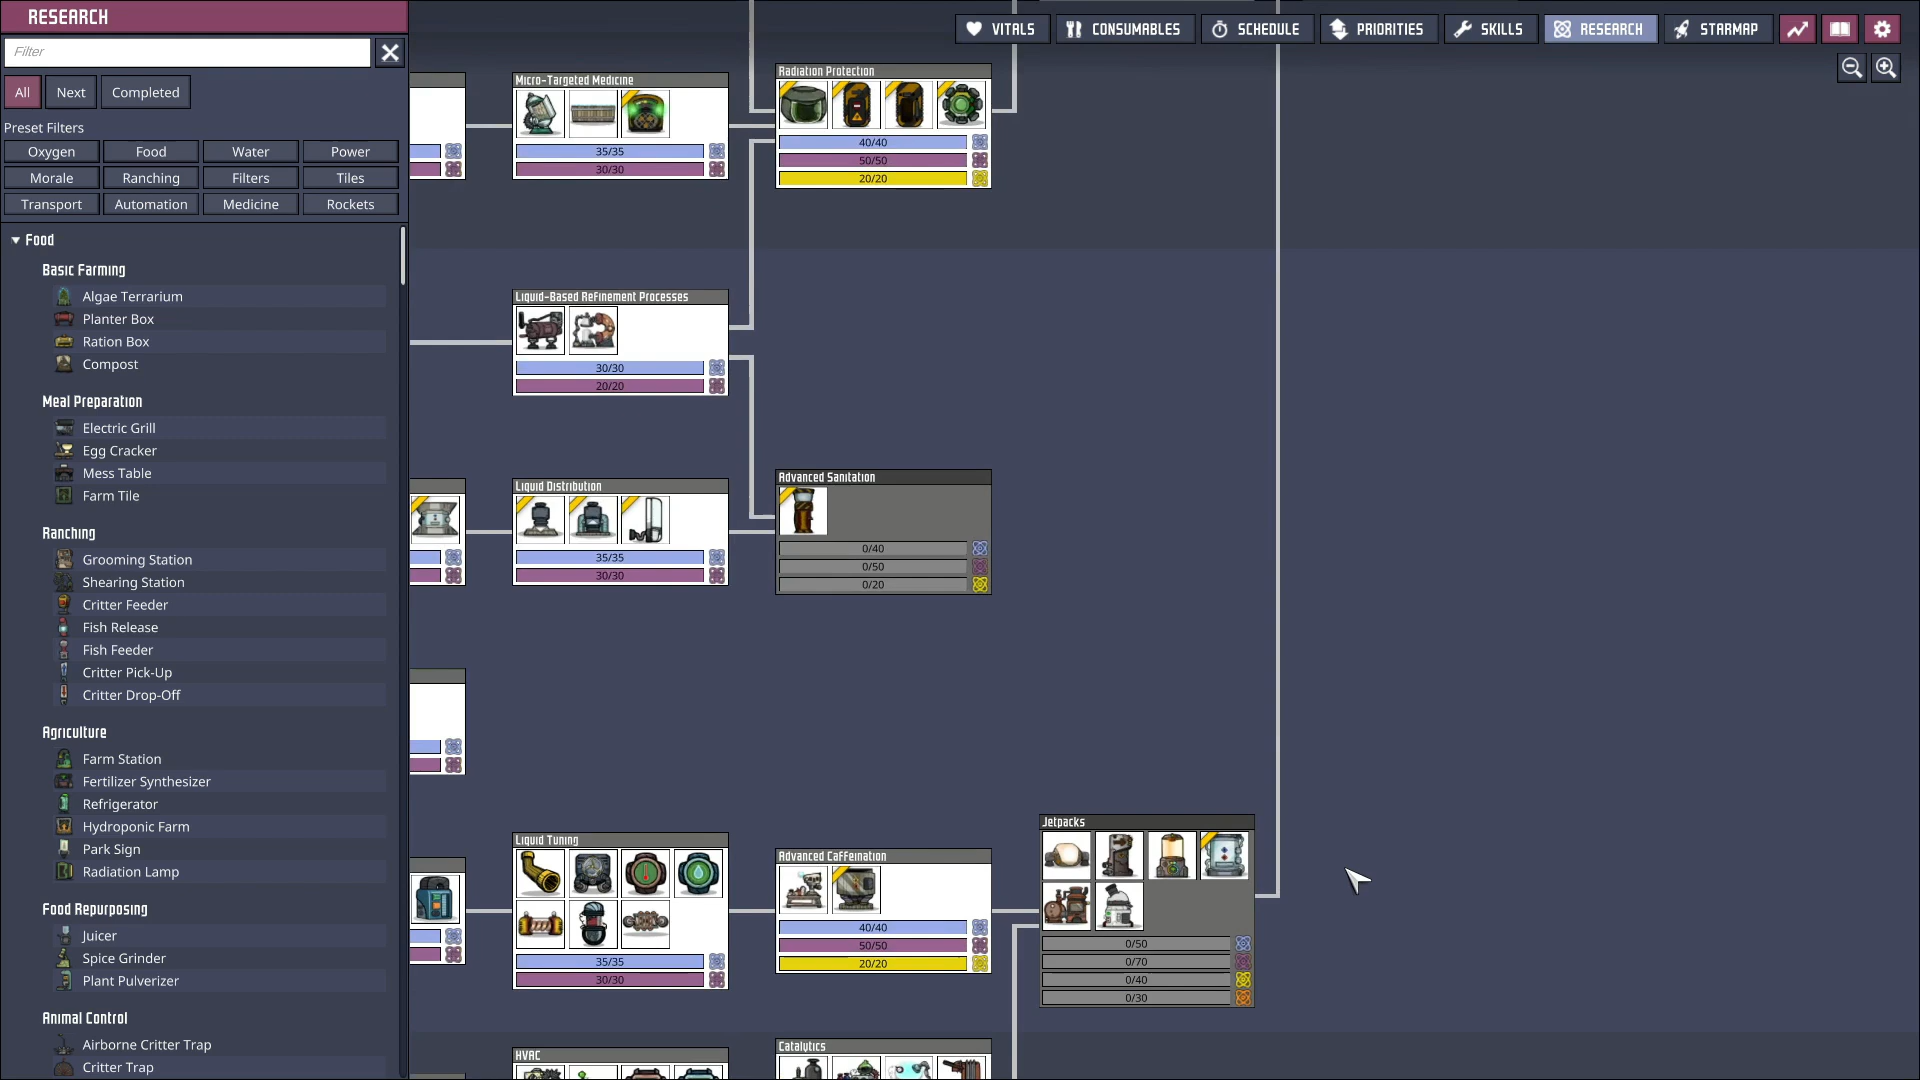 RESEARCH
VITALS
CONSUMABLES
SCHEDULE
PRIORITIES
SKILLS
RESEARCH
STARMAP
Filter
All
Next
Completed
Preset Filters
Oxygen
Food
Water
Power
Morale
Ranching
Filters
Tiles
Transport
Automation
Medicine
Rockets
Food
Basic Farming
Algae Terrarium
Planter Box
Ration Box
Compost
Meal Preparation
Electric Grill
Egg Cracker
Mess Table
Farm Tile
Ranching
Grooming Station
Shearing Station
Critter Feeder
Fish Release
Fish Feeder
Critter Pick-Up
Critter Drop-Off
Agriculture
Farm Station
Fertilizer Synthesizer
Refrigerator
Hydroponic Farm
Park Sign
Radiation Lamp
Food Repurposing
Juicer
Spice Grinder
Plant Pulverizer
Animal Control
Airborne Critter Trap
Critter Trap
Micro-Targeted Medicine
35/35
30/30
Radiation Protection
40/40
50/50
20/20
Liquid-Based Refinement Processes
30/30
20/20
Liquid Distribution
35/35
30/30
Advanced Sanitation
0/40
0/50
0/20
Liquid Tuning
35/35
30/30
Advanced Caffeination
40/40
50/50
20/20
Jetpacks
0/50
0/70
0/40
0/30
HVAC
Catalytics